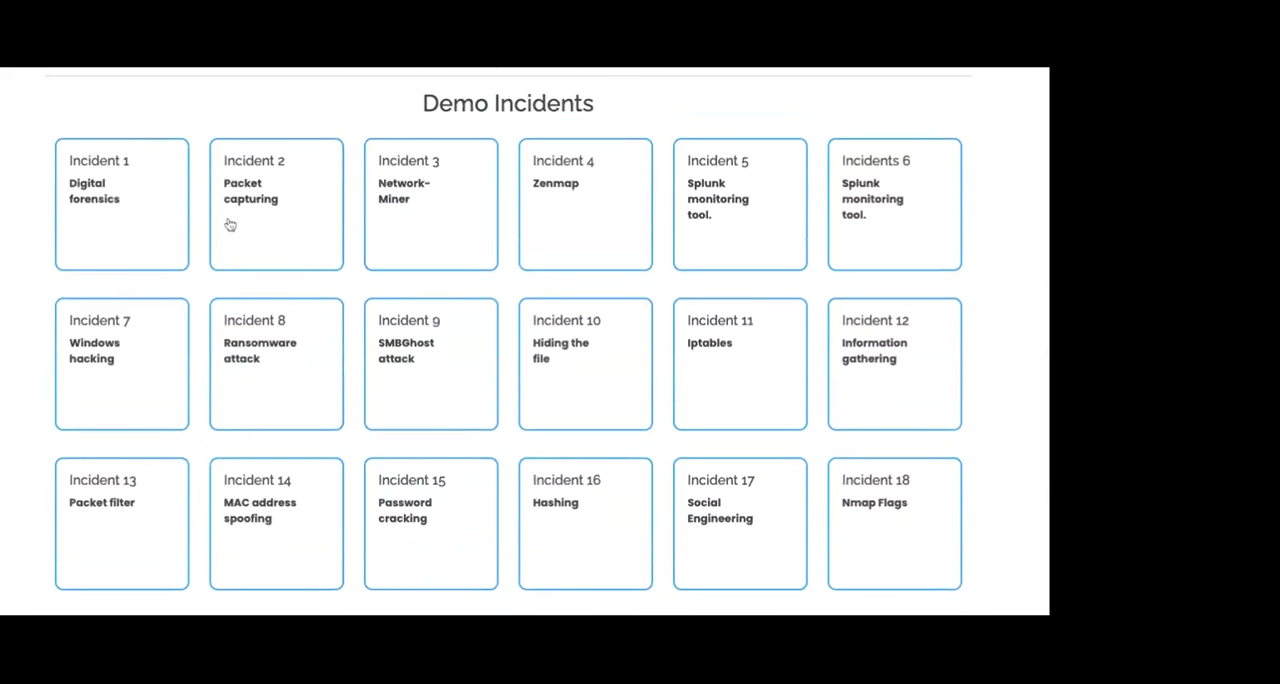 Demo Incidents
Incident 1
Digital
forensics
Incident 2
Packet
capturing
Incident 3
Network-
Miner
Incident 4
Zenmap
Incident 5
Splunk
monitoring
tool.
Incidents 6
Splunk
monitoring
tool.
Incident 7
Windows
hacking
Incident 8
Ransomware
attack
Incident 9
SMBGhost
attack
Incident 10
Hiding the
file
Incident 11
Iptables
Incident 12
Information
gathering
Incident 13
Packet filter
Incident 14
MAC address
spoofing
Incident 15
Password
cracking
Incident 16
Hashing
Incident 17
Social
Engineering
Incident 18
Nmap Flags